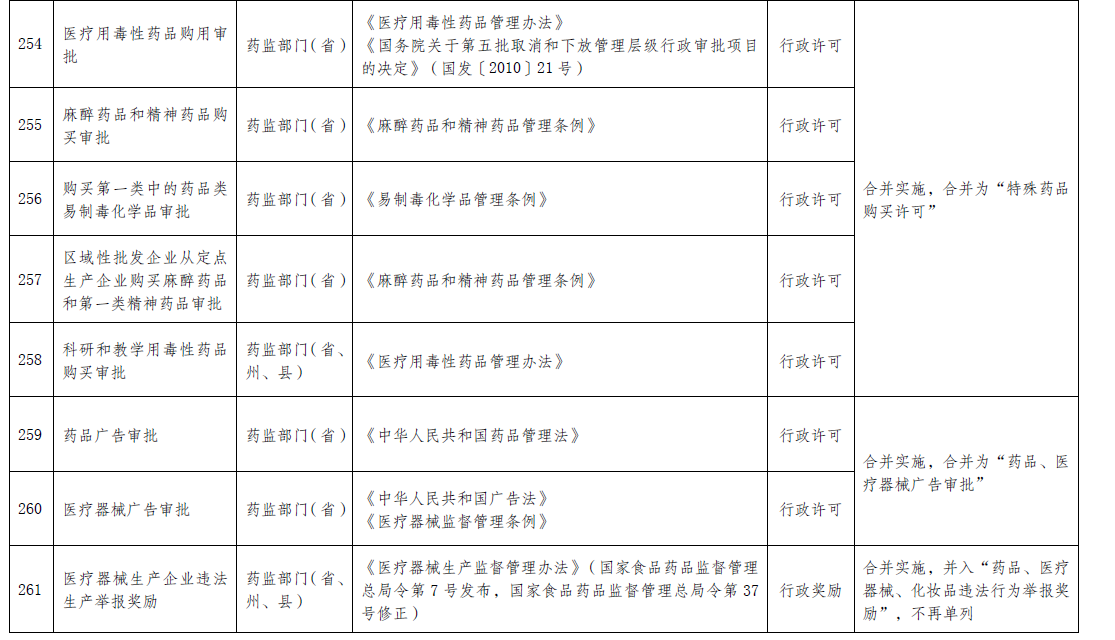 254
医疗用毒性药品购用审
批
药监部门(省)
《医疗用毒性药品管理办法》
《国务院关于第五批取消和下放管理层级行政审批项目
的决定》(国发〔2010〕21号)
行政许可
255
麻醉药品和精神药品购
买审批
药监部门(省)
《麻醉药品和精神药品管理条例》
行政许可
256
购买第一类中的药品类
易制毒化学品审批
药监部门(省)
《易制毒化学品管理条例》
行政许可
合并实施,合并为“特殊药品
购买许可”
257
区域性批发企业从定点
生产企业购买麻醉药品
和第一类精神药品审批
药监部门(省)
《麻醉药品和精神药品管理条例》
行政许可
258
科研和教学用毒性药品
购买审批
药监部门(省、
州、县)
《医疗用毒性药品管理办法》
行政许可
259
药品广告审批
药监部门(省)
《中华人民共和国药品管理法》
行政许可
合并实施,合并为“药品、医
疗器械广告审批”
260
医疗器械广告审批
药监部门(省)
《中华人民共和国广告法》
《医疗器械监督管理条例》
行政许可
261
医疗器械生产企业违法
生产举报奖励
药监部门(省、
州、县)
《医疗器械生产监督管理办法》(国家食品药品监督管理
总局令第7号发布,国家食品药品监督管理总局令第37
号修正)
行政奖励
合并实施,并入“药品、医疗
器械、化妆品违法行为举报奖
励”,不再单列